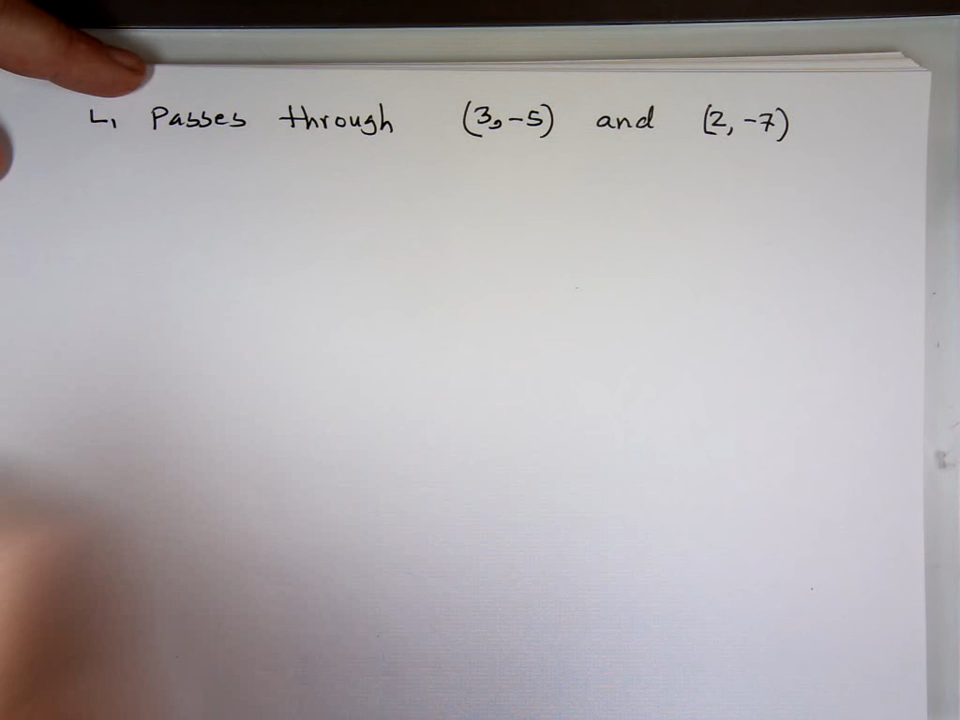 L₁ Passes through (3,-5) and (2,-7)